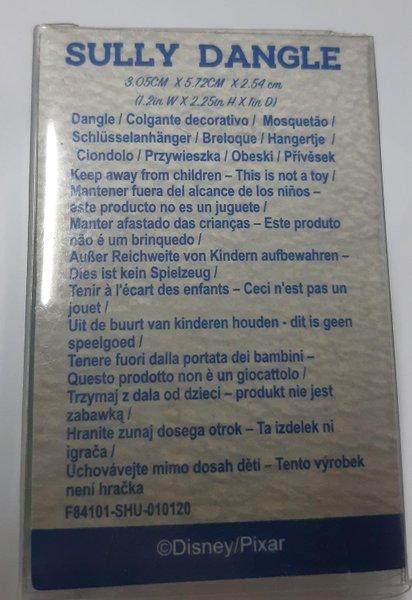 SULLY DANGLE
3.05CM X 5.72CM X 2.54 cm
(1.2in W X 2.25in H X 1in D)
Dangle / Colgante decorativo / Mosquetão /
Schlüsselanhänger / Breloque / Hangertje /
Ciondolo / Przywieszka / Obeski / Přívěsek
Keep away from children – This is not a toy /
Mantener fuera del alcance de los niños –
este producto no es un juguete /
Manter afastado das crianças – Este produto
não é um brinquedo /
Außer Reichweite von Kindern aufbewahren –
Dies ist kein Spielzeug /
Tenir à l'écart des enfants – Ceci n'est pas un
jouet /
Uit de buurt van kinderen houden - dit is geen
speelgoed /
Tenere fuori dalla portata dei bambini –
Questo prodotto non è un giocattolo /
Trzymaj z dala od dzieci – produkt nie jest
zabawką /
Hranite zunaj dosega otrok – Ta izdelek ni
igrača /
Uchovávejte mimo dosah dětí – Tento výrobek
není hračka
F84101-SHU-010120
©Disney/Pixar